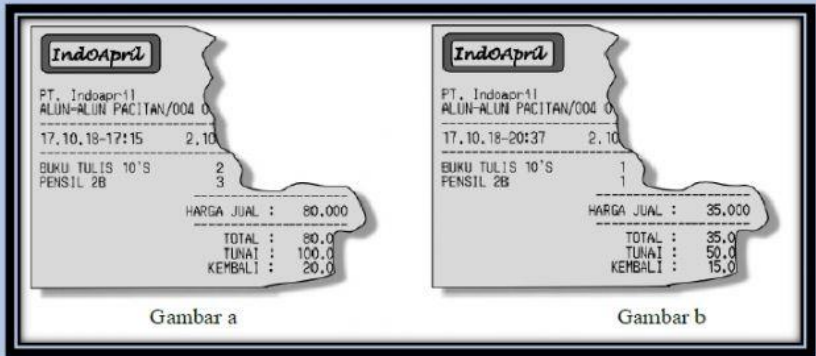 IndOApril
PT. Indoapril
ALUN-ALUN PACITAN/004 0
17.10.18-17:15 2.10
BUKU TULIS 10'S 2
PENSIL 2B 3
HARGA JUAL : 80.000
TOTAL : 80.0
TUNAI : 100.0
KEMBALI : 20.0
Gambar a
IndOApril
PT. Indoapril
ALUN-ALUN PACITAN/004 0
17.10.18-20:37 2.10
BUKU TULIS 10'S 1
PENSIL 2B 1
HARGA JUAL : 35.000
TOTAL : 35.0
TUNAI : 50.0
KEMBALI : 15.0
Gambar b